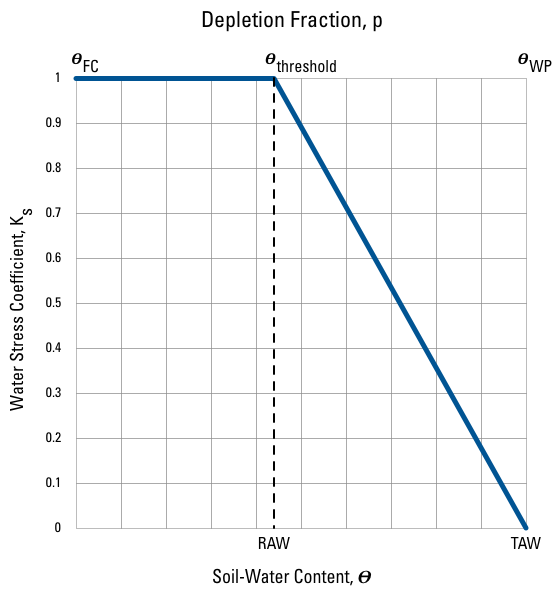 Depletion Fraction, p
θFC θthreshold θWP
1
0.9
0.8
0.7
0.6
0.5
0.4
0.3
0.2
0.1
0
Water Stress Coefficient, Ks
RAW TAW
Soil-Water Content, Θ